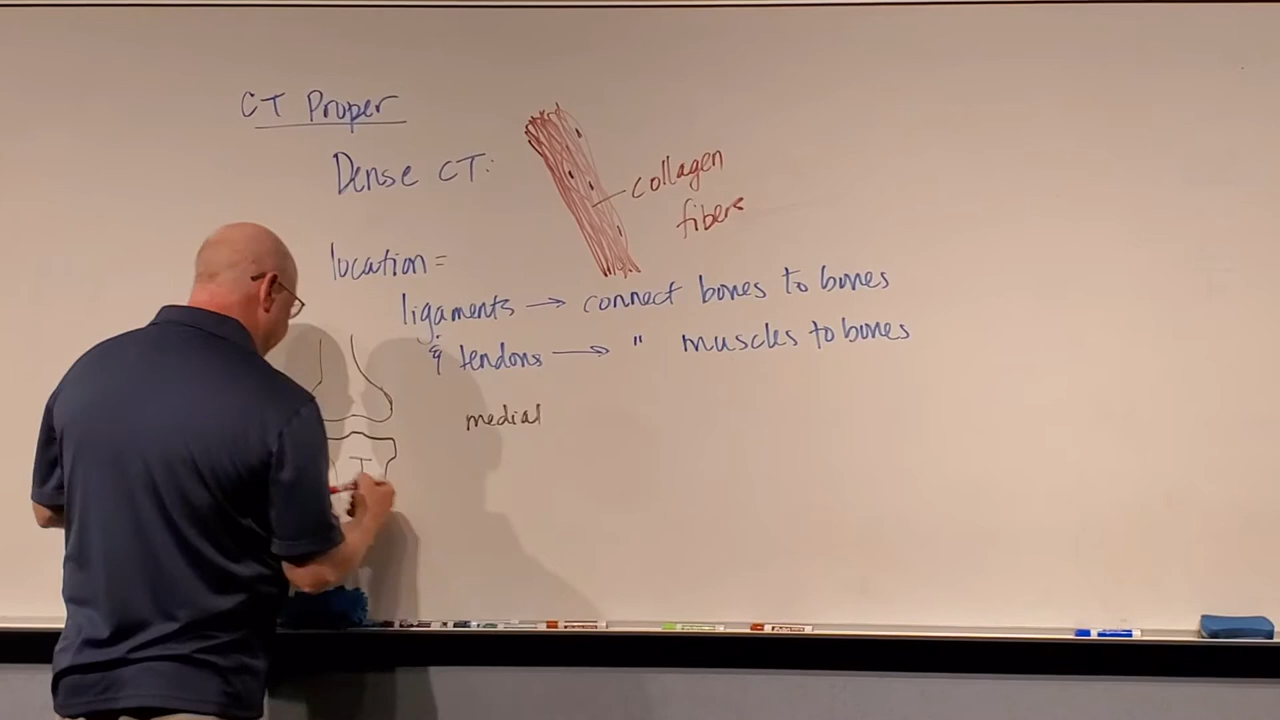 CT Proper
Dense CT:
collagen
fibers
location =
ligaments → connect bones to bones
& tendons → " muscles to bones
medial
T